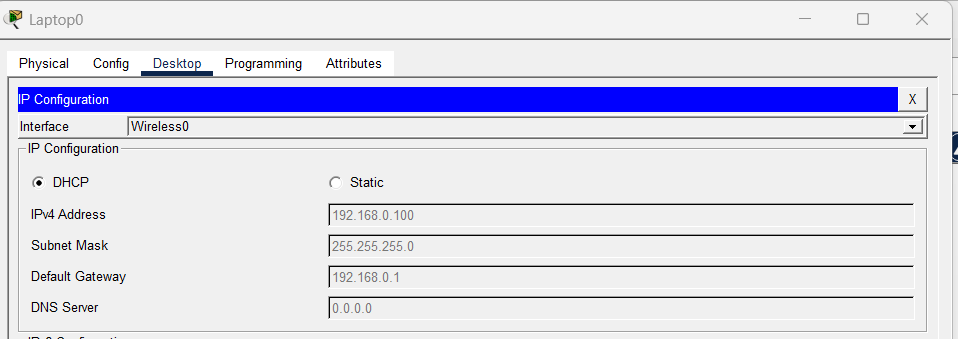 Laptop0
Physical Config Desktop Programming Attributes
IP Configuration X
Interface Wireless0
IP Configuration
DHCP Static
IPv4 Address 192.168.0.100
Subnet Mask 255.255.255.0
Default Gateway 192.168.0.1
DNS Server 0.0.0.0